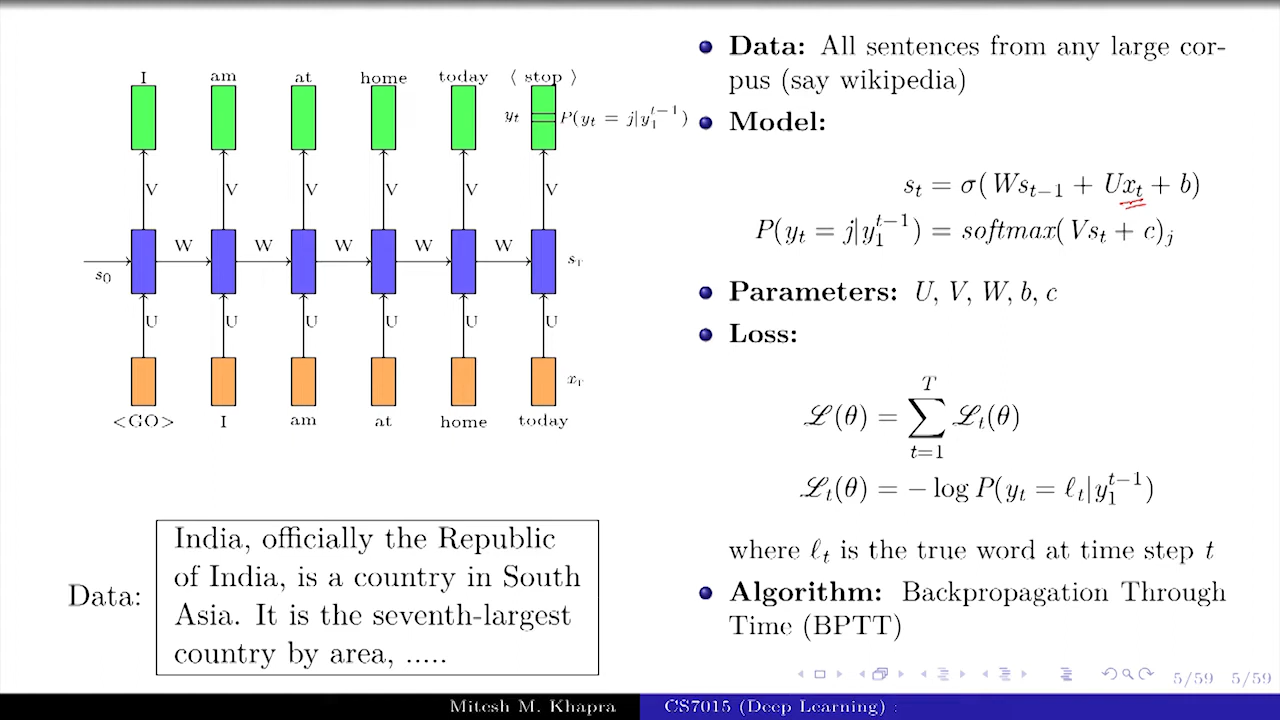 I am at home today ⟨ stop ⟩
y_t P(y_t = j|y_1^{t−1})
V V V V V V
W W W W W
s_0 s_T
U U U U U U
x_T
<GO> I am at home today
Data:
India, officially the Republic
of India, is a country in South
Asia. It is the seventh-largest
country by area, .....
Data: All sentences from any large cor-
pus (say wikipedia)
Model:
s_t = σ(Ws_{t−1} + Ux_t + b)
P(y_t = j|y_1^{t−1}) = softmax(Vs_t + c)_j
Parameters: U, V, W, b, c
Loss:
ℒ(θ) = ∑_{t=1}^{T} ℒ_t(θ)
ℒ_t(θ) = − log P(y_t = ℓ_t|y_1^{t−1})
where ℓ_t is the true word at time step t
Algorithm: Backpropagation Through
Time (BPTT)
5/59 5/59
Mitesh M. Khapra CS7015 (Deep Learning) :